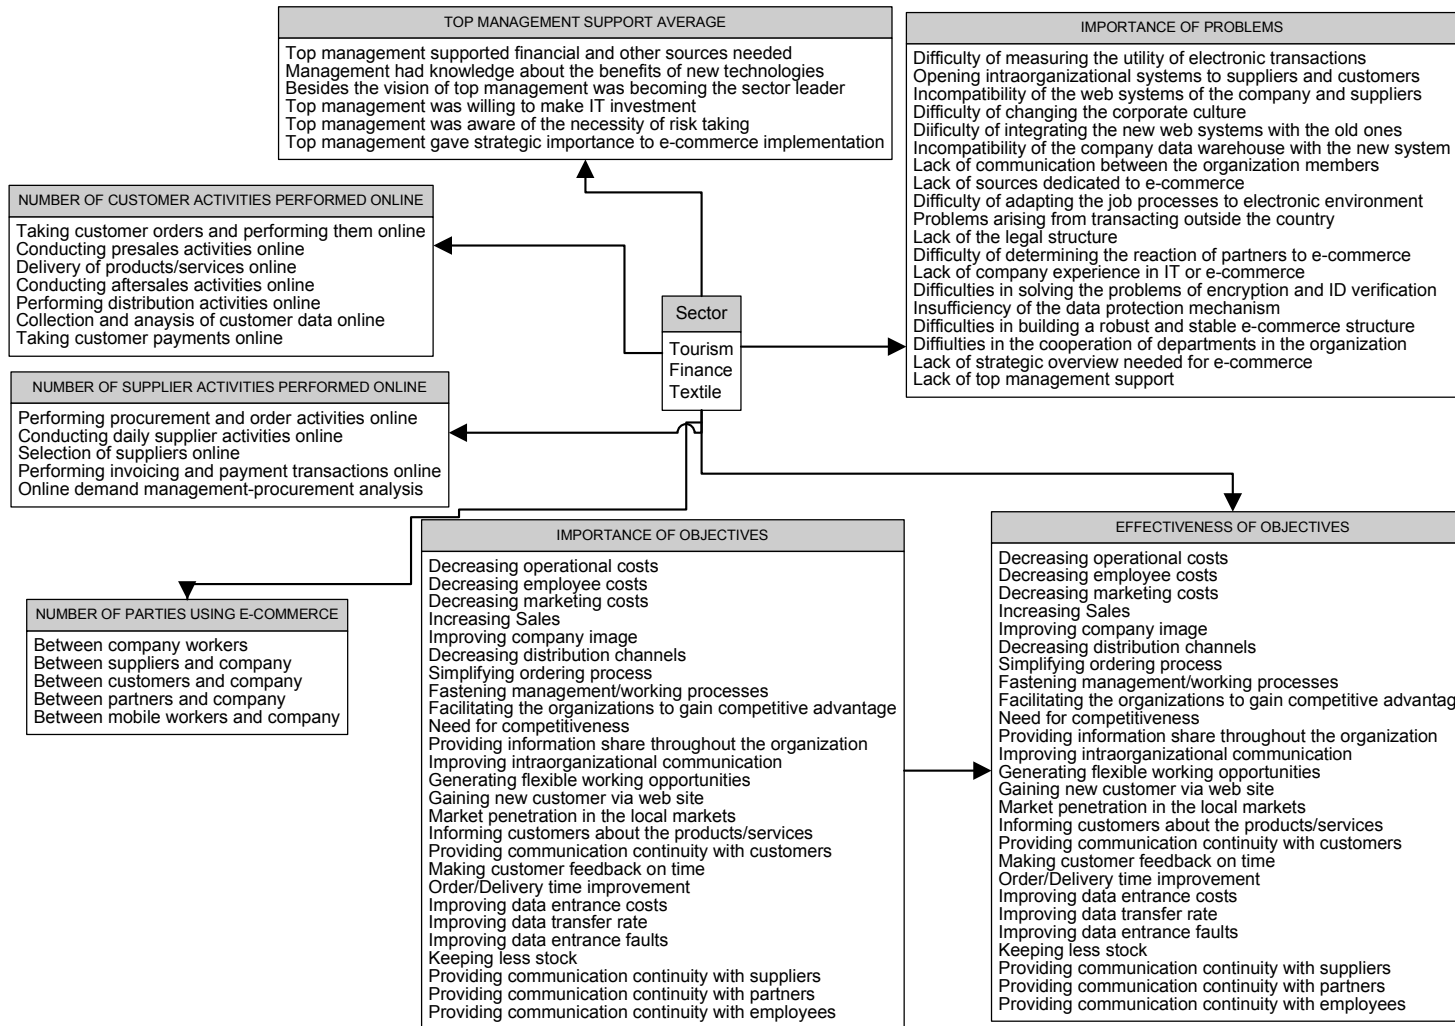 TOP MANAGEMENT SUPPORT AVERAGE
Top management supported financial and other sources needed
Management had knowledge about the benefits of new technologies
Besides the vision of top management was becoming the sector leader
Top management was willing to make IT investment
Top management was aware of the necessity of risk taking
Top management gave strategic importance to e-commerce implementation
IMPORTANCE OF PROBLEMS
Difficulty of measuring the utility of electronic transactions
Opening intraorganizational systems to suppliers and customers
Incompatibility of the web systems of the company and suppliers
Difficulty of changing the corporate culture
Diifficulty of integrating the new web systems with the old ones
Incompatibility of the company data warehouse with the new system
Lack of communication between the organization members
Lack of sources dedicated to e-commerce
Difficulty of adapting the job processes to electronic environment
Problems arising from transacting outside the country
Lack of the legal structure
Difficulty of determining the reaction of partners to e-commerce
Lack of company experience in IT or e-commerce
Difficulties in solving the problems of encryption and ID verification
Insufficiency of the data protection mechanism
Difficulties in building a robust and stable e-commerce structure
Diffiulties in the cooperation of departments in the organization
Lack of strategic overview needed for e-commerce
Lack of top management support
NUMBER OF CUSTOMER ACTIVITIES PERFORMED ONLINE
Taking customer orders and performing them online
Conducting presales activities online
Delivery of products/services online
Conducting aftersales activities online
Performing distribution activities online
Collection and anaysis of customer data online
Taking customer payments online
Sector
Tourism
Finance
Textile
NUMBER OF SUPPLIER ACTIVITIES PERFORMED ONLINE
Performing procurement and order activities online
Conducting daily supplier activities online
Selection of suppliers online
Performing invoicing and payment transactions online
Online demand management-procurement analysis
NUMBER OF PARTIES USING E-COMMERCE
Between company workers
Between suppliers and company
Between customers and company
Between partners and company
Between mobile workers and company
IMPORTANCE OF OBJECTIVES
Decreasing operational costs
Decreasing employee costs
Decreasing marketing costs
Increasing Sales
Improving company image
Decreasing distribution channels
Simplifying ordering process
Fastening management/working processes
Facilitating the organizations to gain competitive advantage
Need for competitiveness
Providing information share throughout the organization
Improving intraorganizational communication
Generating flexible working opportunities
Gaining new customer via web site
Market penetration in the local markets
Informing customers about the products/services
Providing communication continuity with customers
Making customer feedback on time
Order/Delivery time improvement
Improving data entrance costs
Improving data transfer rate
Improving data entrance faults
Keeping less stock
Providing communication continuity with suppliers
Providing communication continuity with partners
Providing communication continuity with employees
EFFECTIVENESS OF OBJECTIVES
Decreasing operational costs
Decreasing employee costs
Decreasing marketing costs
Increasing Sales
Improving company image
Decreasing distribution channels
Simplifying ordering process
Fastening management/working processes
Facilitating the organizations to gain competitive advantag
Need for competitiveness
Providing information share throughout the organization
Improving intraorganizational communication
Generating flexible working opportunities
Gaining new customer via web site
Market penetration in the local markets
Informing customers about the products/services
Providing communication continuity with customers
Making customer feedback on time
Order/Delivery time improvement
Improving data entrance costs
Improving data transfer rate
Improving data entrance faults
Keeping less stock
Providing communication continuity with suppliers
Providing communication continuity with partners
Providing communication continuity with employees